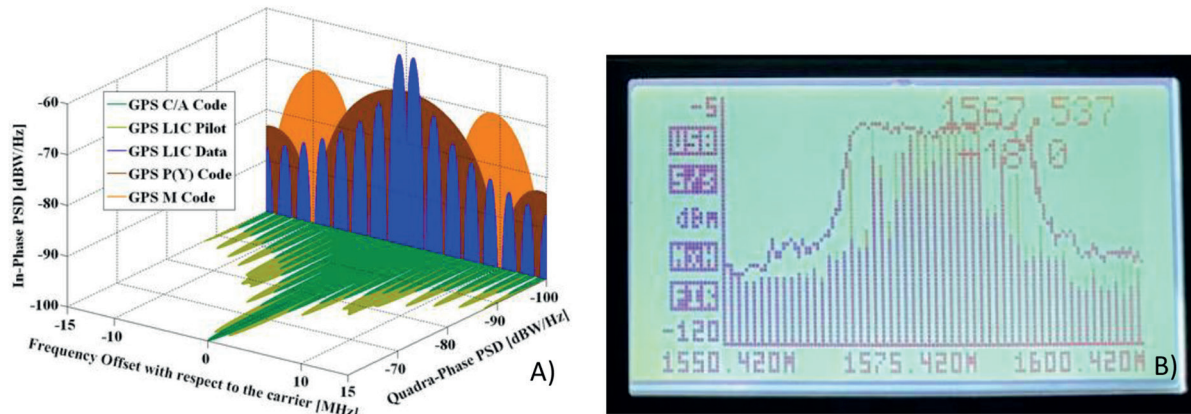 In-Phase PSD [dBW/Hz]
-60
-70
-80
-90
-100
GPS C/A Code
GPS L1C Pilot
GPS L1C Data
GPS P(Y) Code
GPS M Code
-15
-10
0
10
15
Frequency Offset with respect to the carrier [MHz]
-70
-80
-90
-100
Quadra-Phase PSD [dBW/Hz]
A)
-5
1567.537
USB
-18.0
S/S
dBm
MXH
FIR
-120
1550.420M 1575.420M 1600.420M
B)